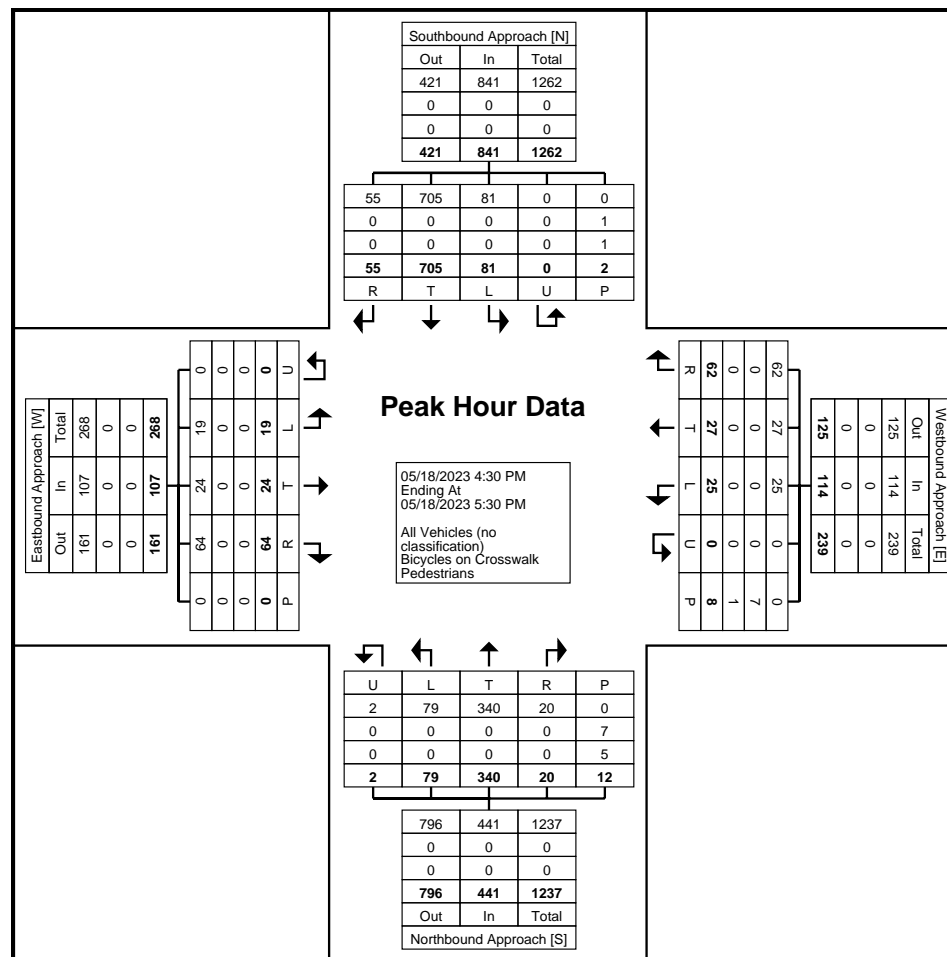 Southbound Approach [N]
Out In Total
421 841 1262
0 0 0
0 0 0
421 841 1262
55 705 81 0 0
0 0 0 0 1
0 0 0 0 1
55 705 81 0 2
R T L U P
Eastbound Approach [W]
Total In Out
268 107 161
0 0 0
0 0 0
268 107 161
0 19 24 64 0
0 0 0 0 0
0 0 0 0 0
0 19 24 64 0
U L T R P
Peak Hour Data
05/18/2023 4:30 PM
Ending At
05/18/2023 5:30 PM
All Vehicles (no
classification)
Bicycles on Crosswalk
Pedestrians
Westbound Approach [E]
Out In Total
125 114 239
0 0 0
0 0 0
125 114 239
62 27 25 0 0
0 0 0 0 7
0 0 0 0 1
62 27 25 0 8
R T L U P
U L T R P
2 79 340 20 0
0 0 0 0 7
0 0 0 0 5
2 79 340 20 12
796 441 1237
0 0 0
0 0 0
796 441 1237
Out In Total
Northbound Approach [S]